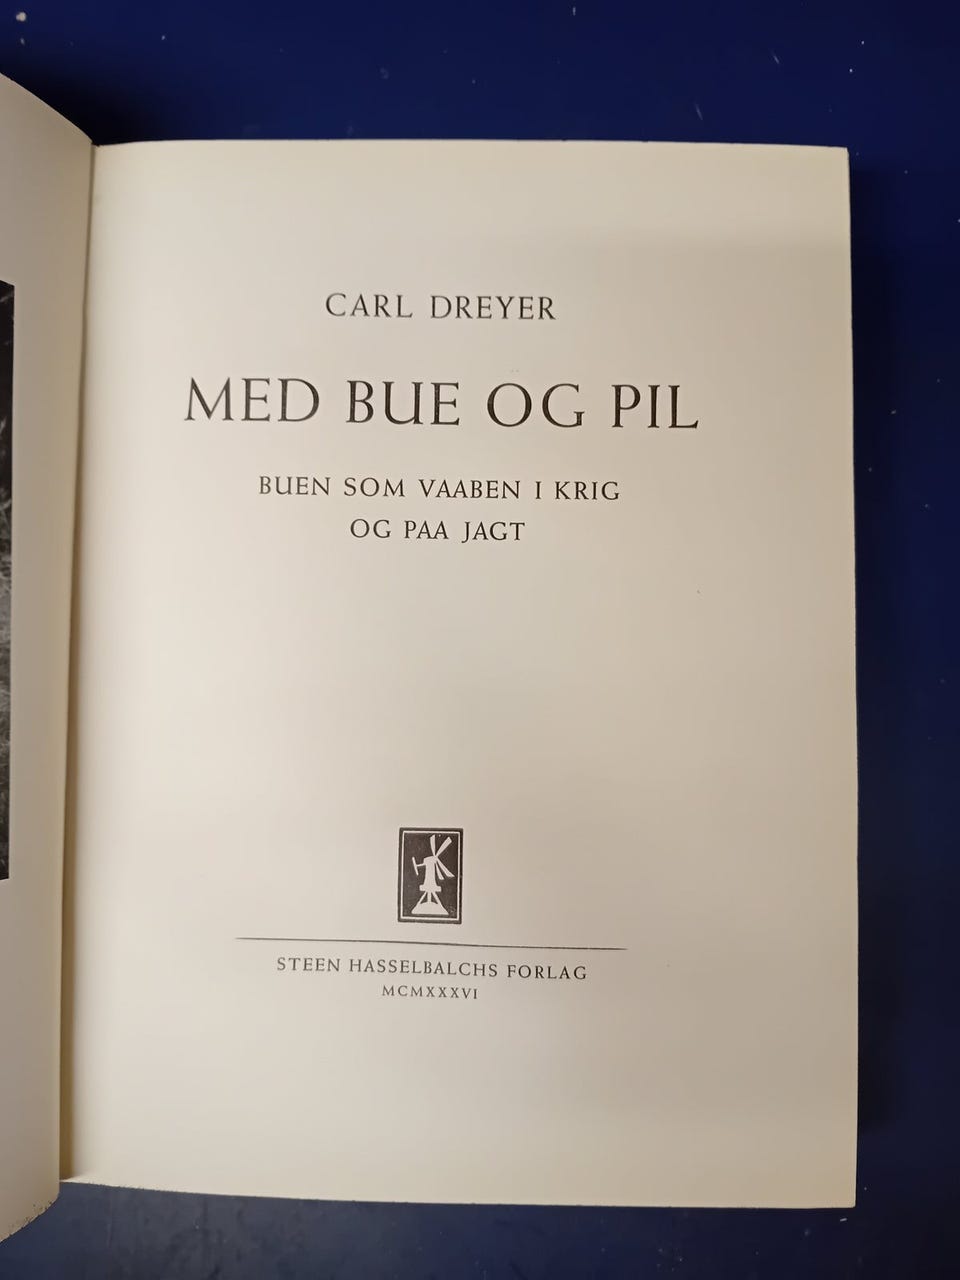 CARL DREYER
MED BUE OG PIL
BUEN SOM VAABEN I KRIG
OG PAA JAGT
STEEN HASSELBALCHS FORLAG
MCMXXXVI